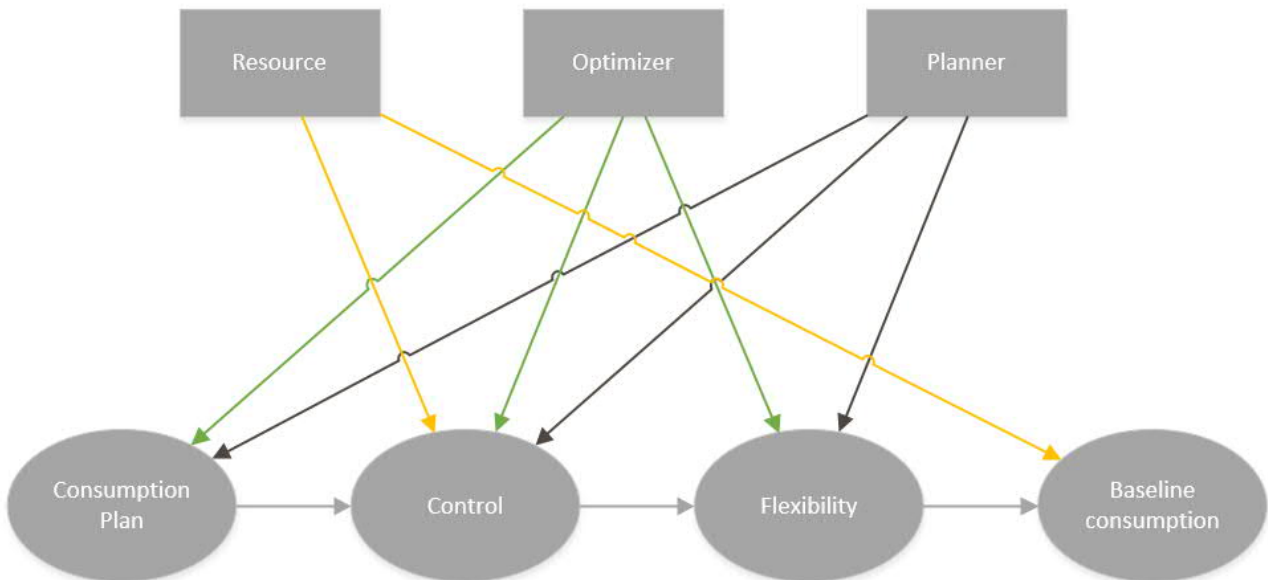 Resource
Optimizer
Planner
Consumption
Plan
Control
Flexibility
Baseline
consumption